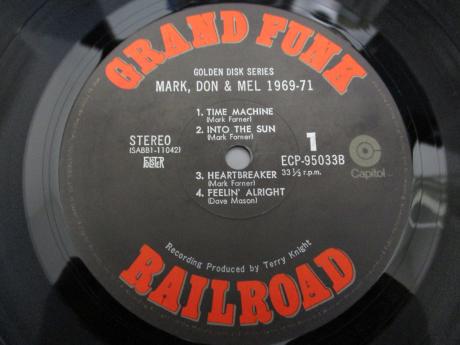 GRAND FUNK
GOLDEN DISK SERIES
MARK, DON & MEL 1969-71
1. TIME MACHINE
(Mark Farner)
2. INTO THE SUN
(Mark Farner)
3. HEARTBREAKER
(Mark Farner)
4. FEELIN' ALRIGHT
(Dave Mason)
STEREO
(SABB1-11042)
1
ECP-95033B
33 1/3 r.p.m.
Capitol
Recording Produced by Terry Knight
RAILROAD